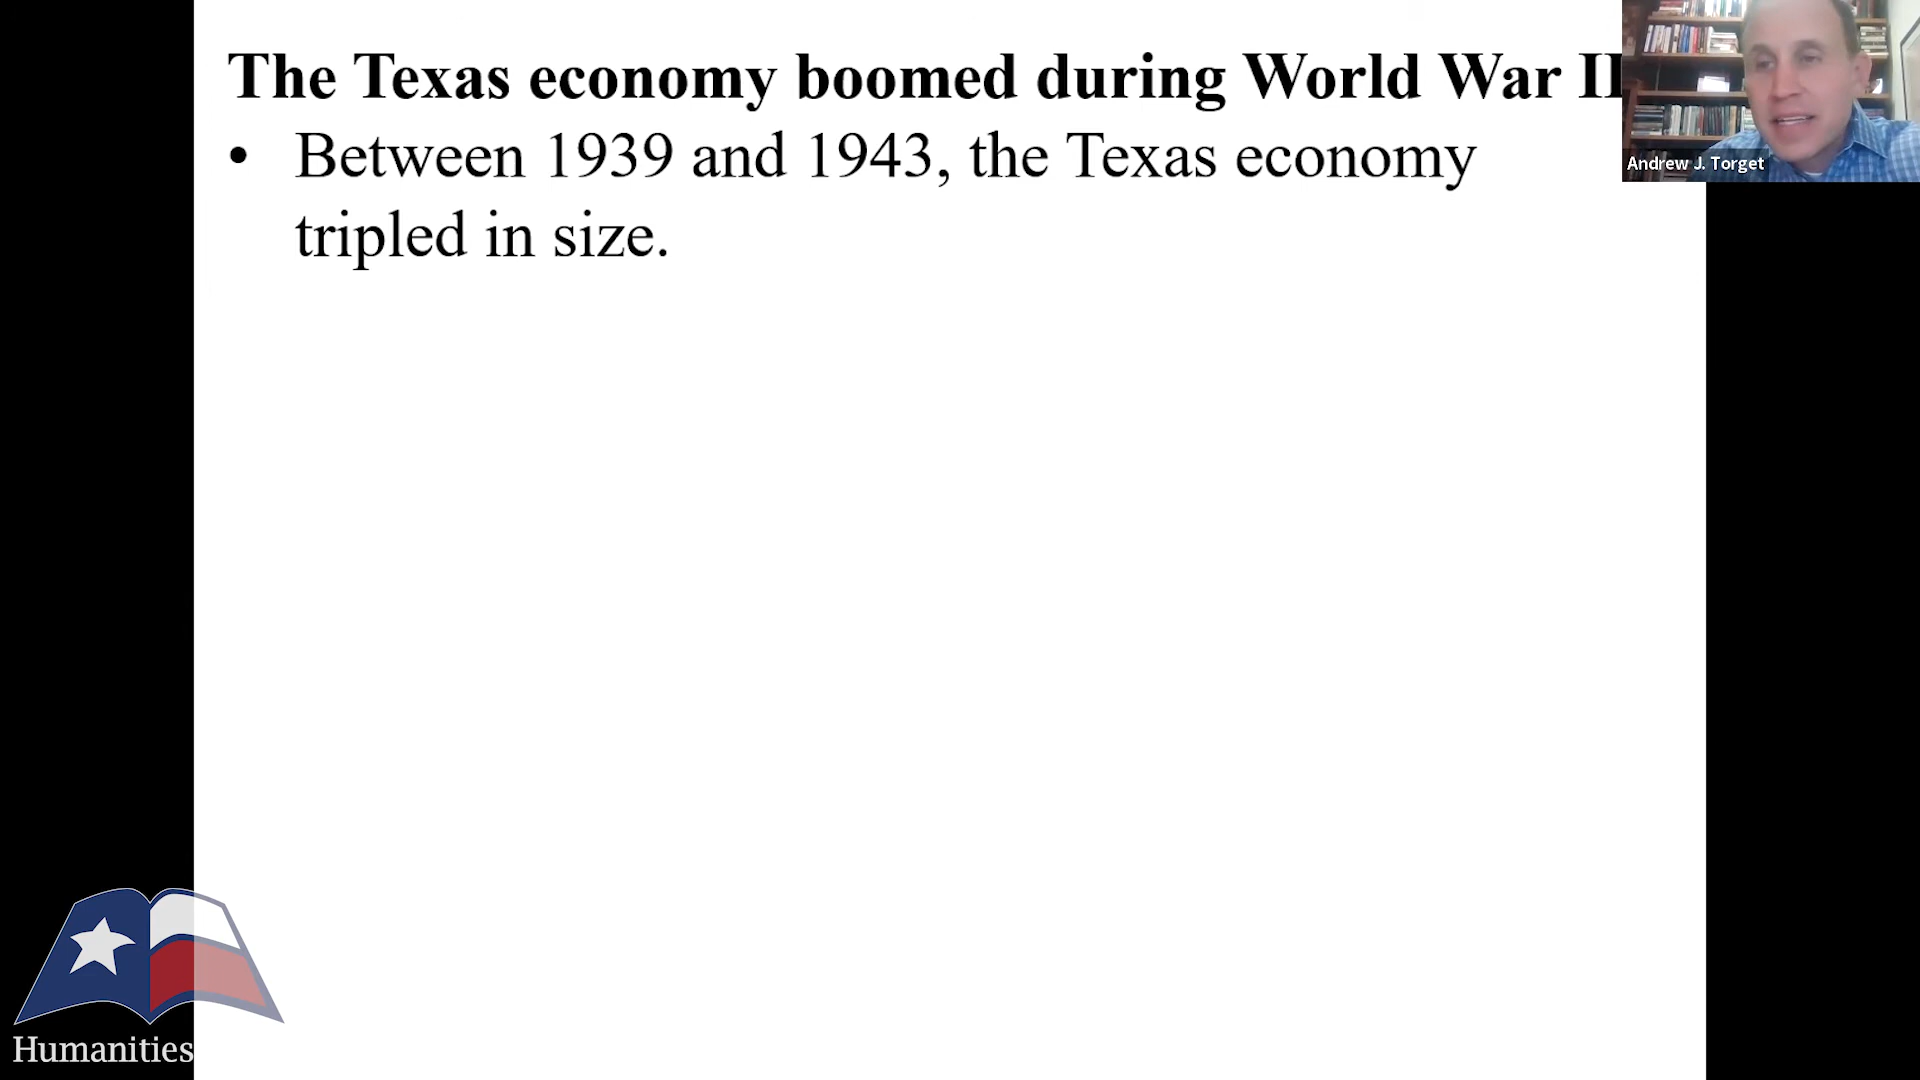 The Texas economy boomed during World War II
• Between 1939 and 1943, the Texas economy
tripled in size.
Andrew J. Torget
Humanities